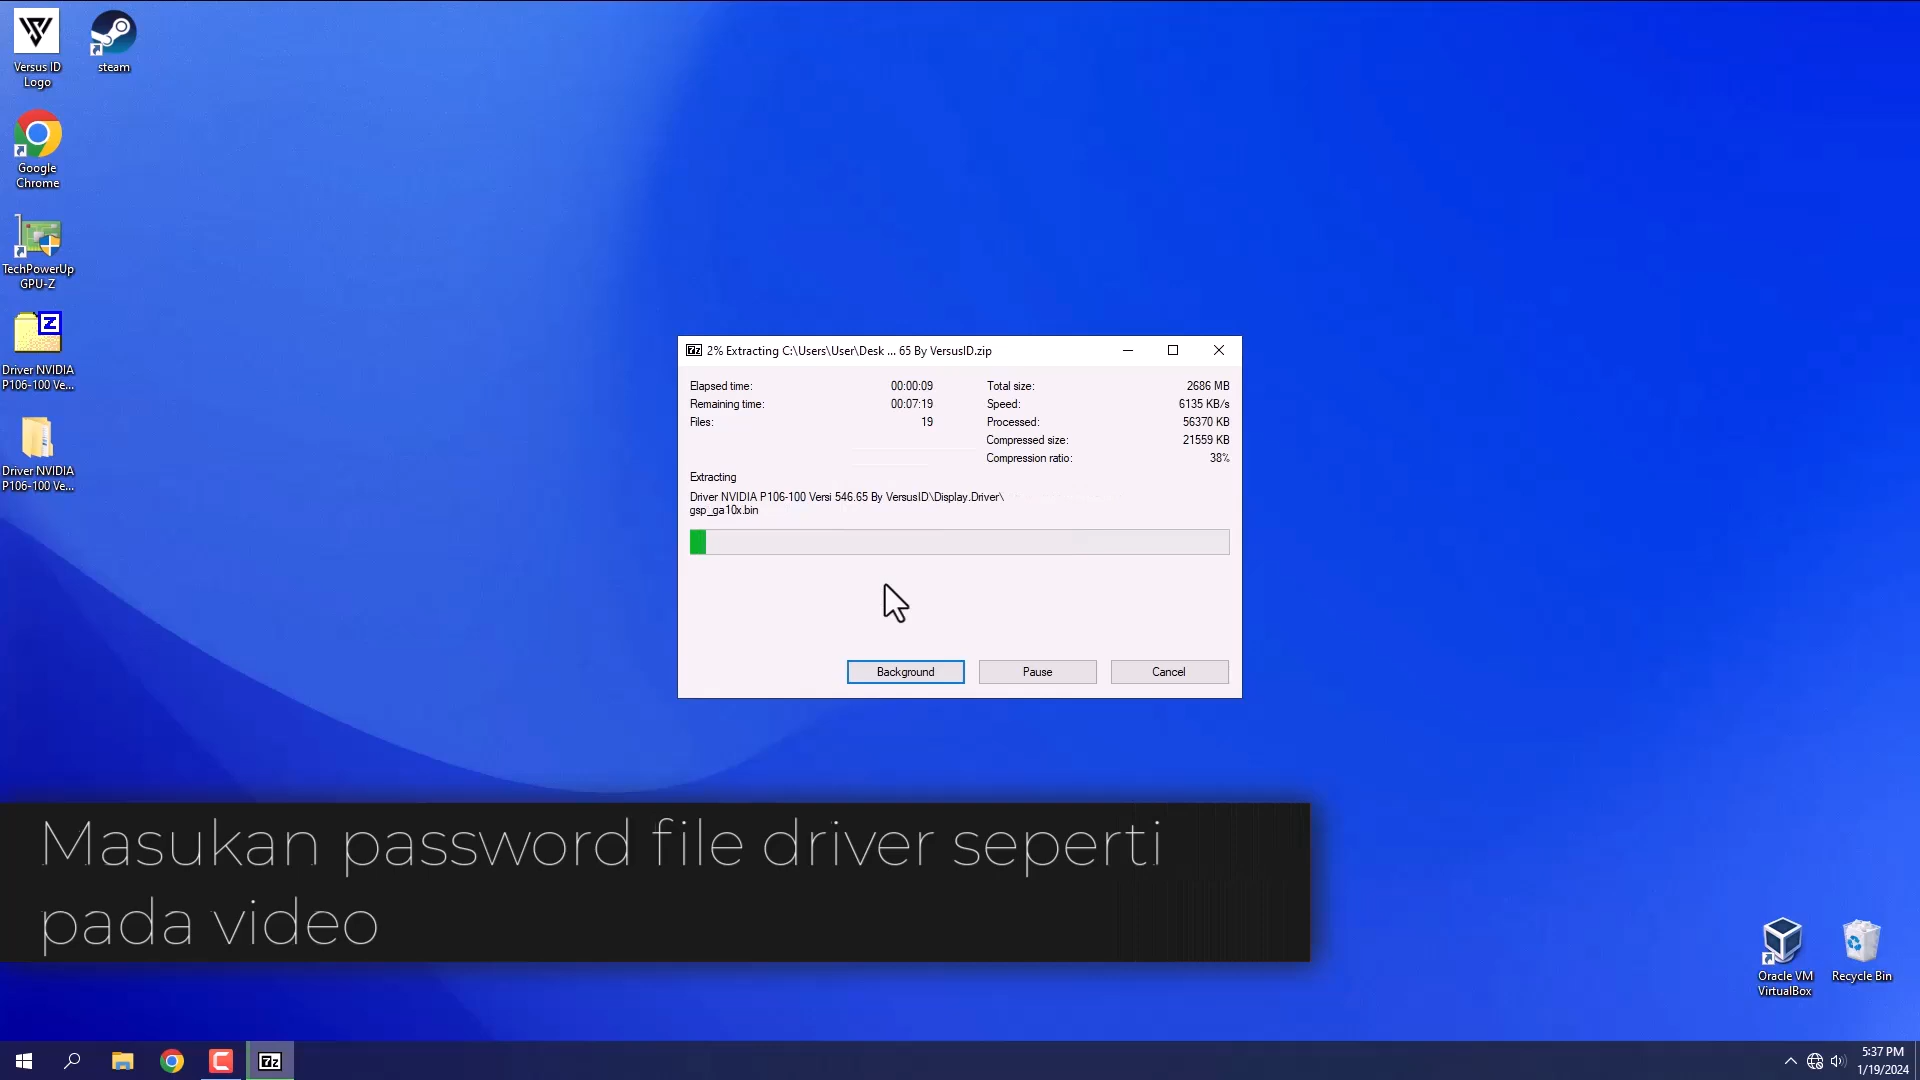 Versus ID
Logo
steam
Google
Chrome
TechPowerUp
GPU-Z
Driver NVIDIA
P106-100 Ve...
Driver NVIDIA
P106-100 Ve...
7z 2% Extracting C:\Users\User\Desk ... 65 By VersusID.zip
Elapsed time: 00:00:09 Total size: 2686 MB
Remaining time: 00:07:19 Speed: 6135 KB/s
Files: 19 Processed: 56370 KB
Compressed size: 21559 KB
Compression ratio: 38%
Extracting
Driver NVIDIA P106-100 Versi 546.65 By VersusID\Display.Driver\
gsp_ga10x.bin
Background Pause Cancel
Masukan password file driver seperti
pada video
Oracle VM
VirtualBox
Recycle Bin
7z
5:37 PM
1/19/2024